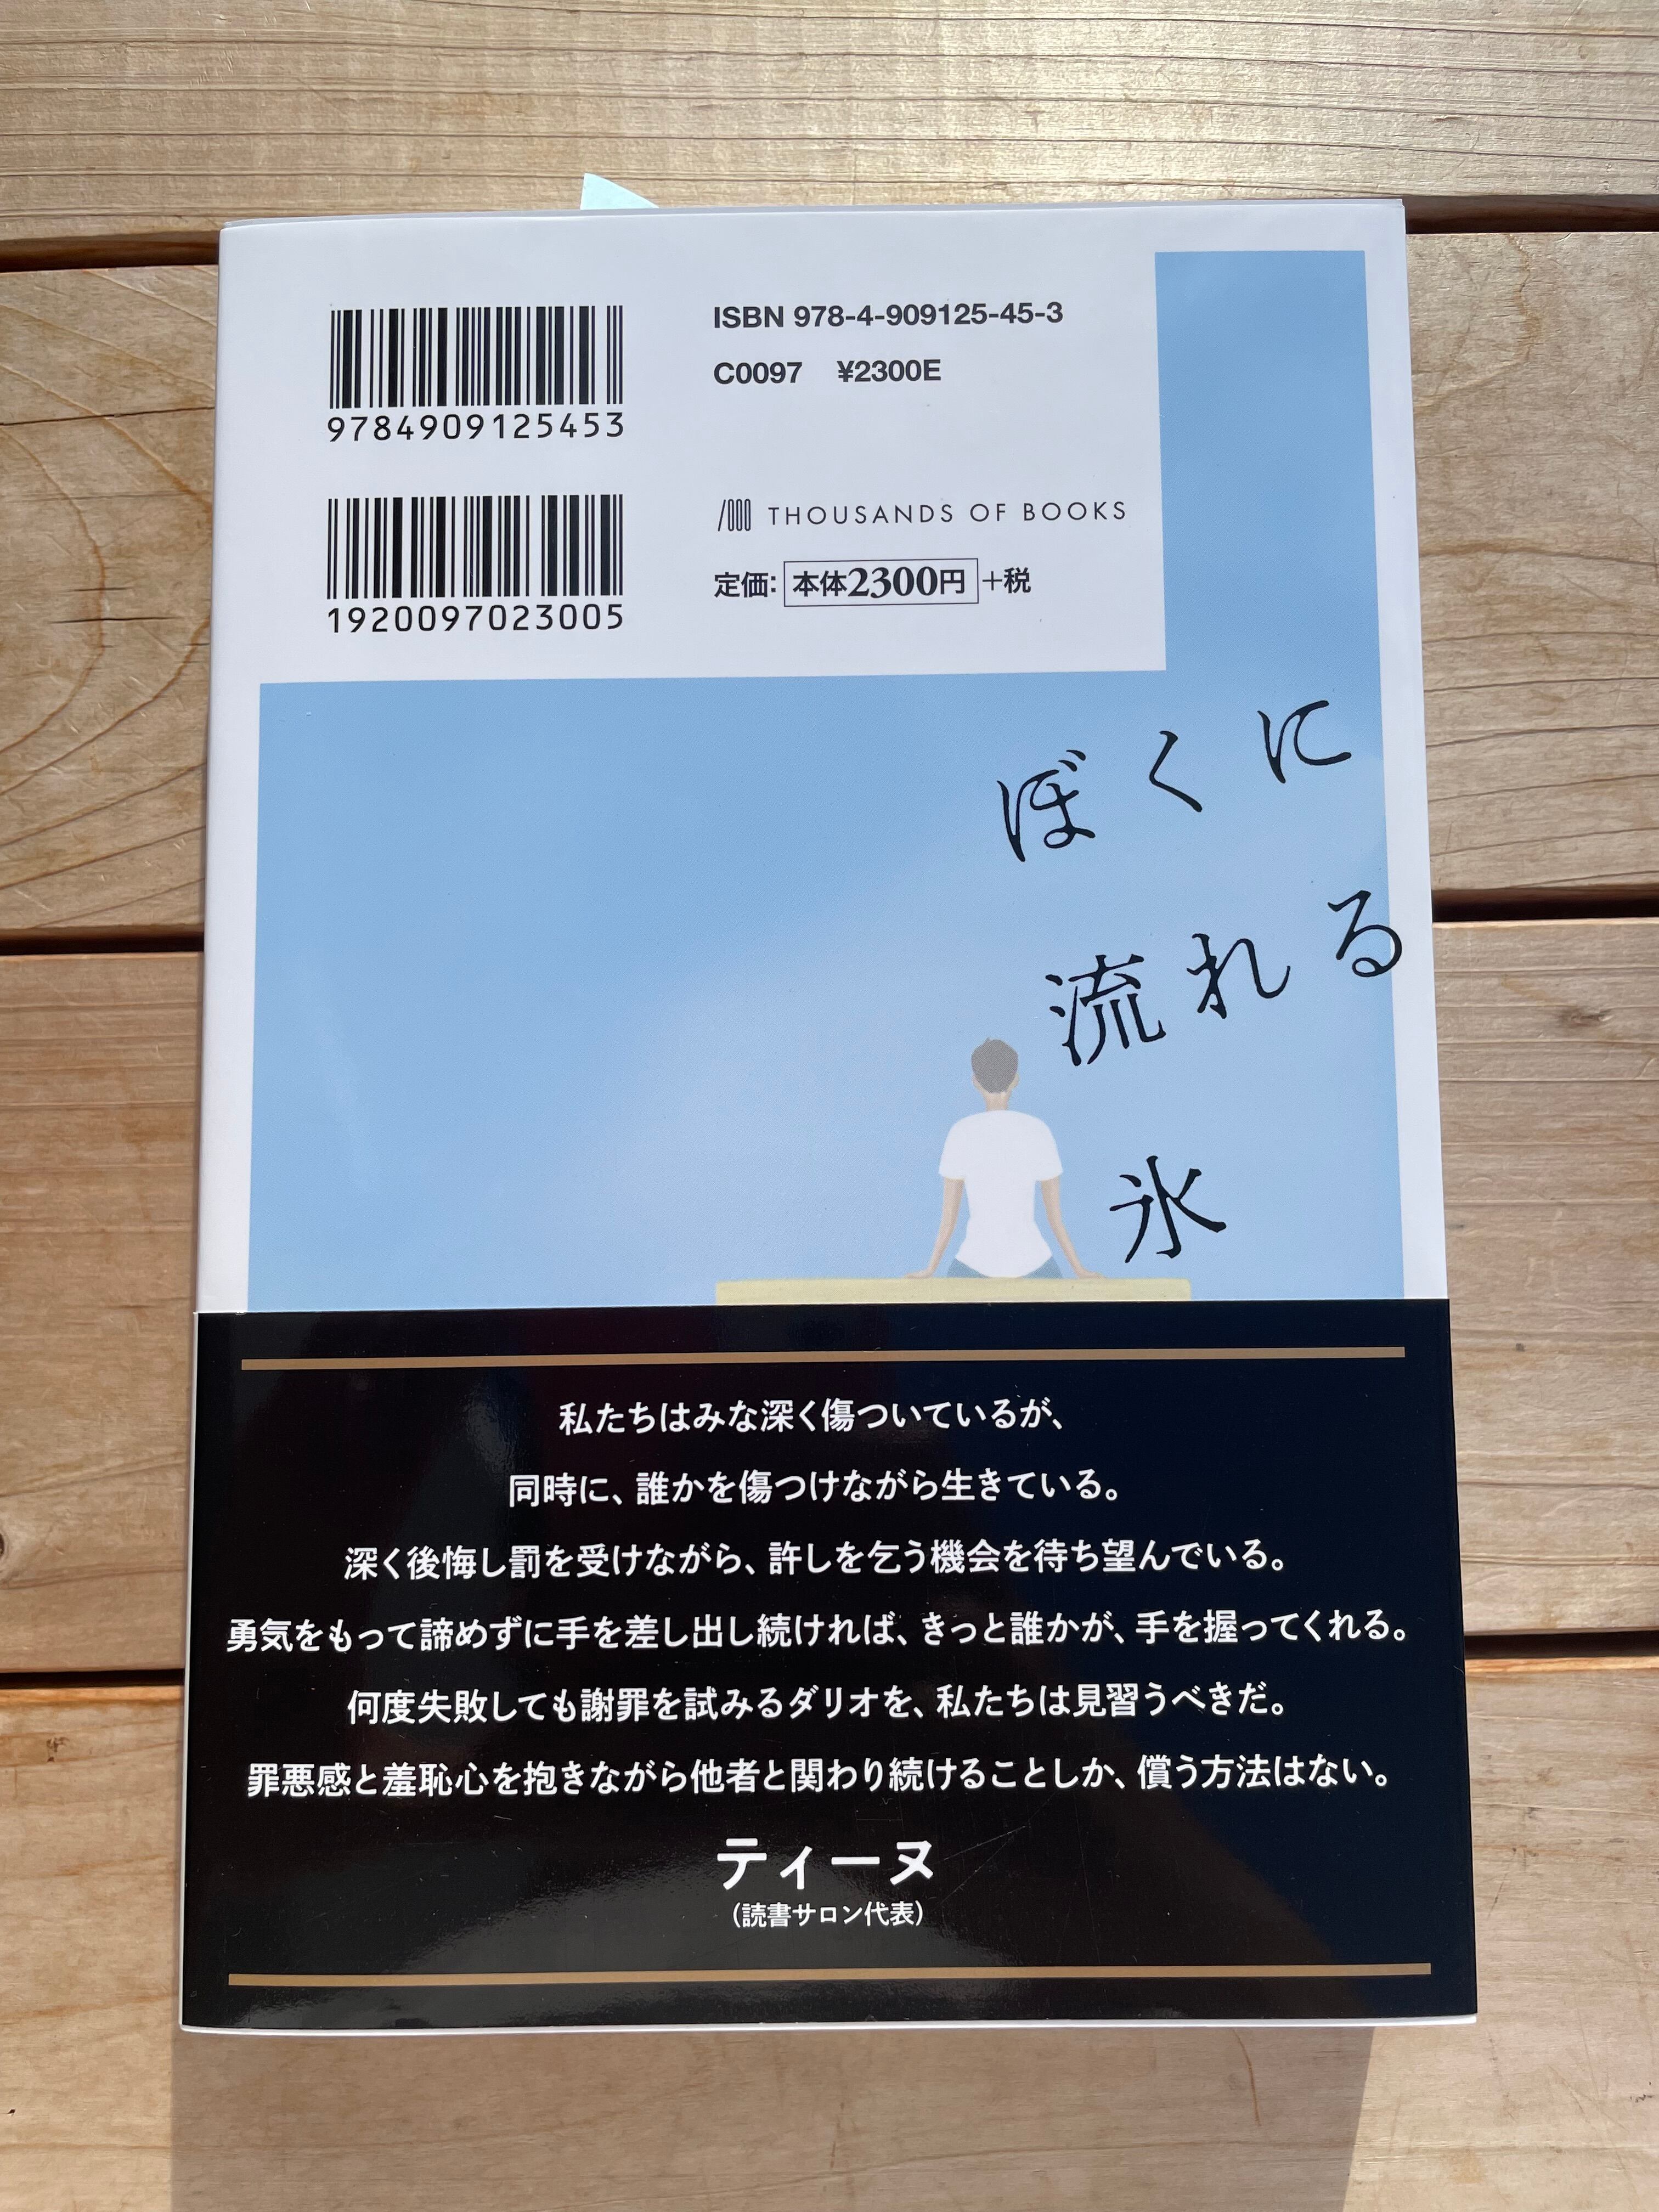 ISBN 978-4-909125-45-3
C0097 ¥2300E
9784909125453
THOUSANDS OF BOOKS
定価:本体2300円+税
1920097023005
ぼくに
流れる
氷
私たちはみな深く傷ついているが、
同時に、誰かを傷つけながら生きている。
深く後悔し罰を受けながら、許しを乞う機会を待ち望んでいる。
勇気をもって諦めずに手を差し出し続ければ、きっと誰かが、手を握ってくれる。
何度失敗しても謝罪を試みるダリオを、私たちは見習うべきだ。
罪悪感と羞恥心を抱きながら他者と関わり続けることしか、償う方法はない。
ティーヌ
(読書サロン代表)